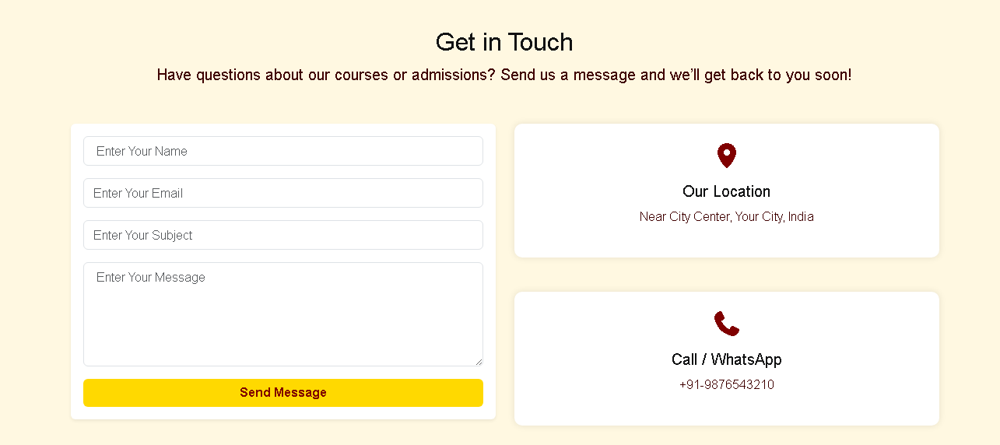 Get in Touch
Have questions about our courses or admissions? Send us a message and we’ll get back to you soon!
Enter Your Name
Enter Your Email
Enter Your Subject
Enter Your Message
Send Message
Our Location
Near City Center, Your City, India
Call / WhatsApp
+91-9876543210